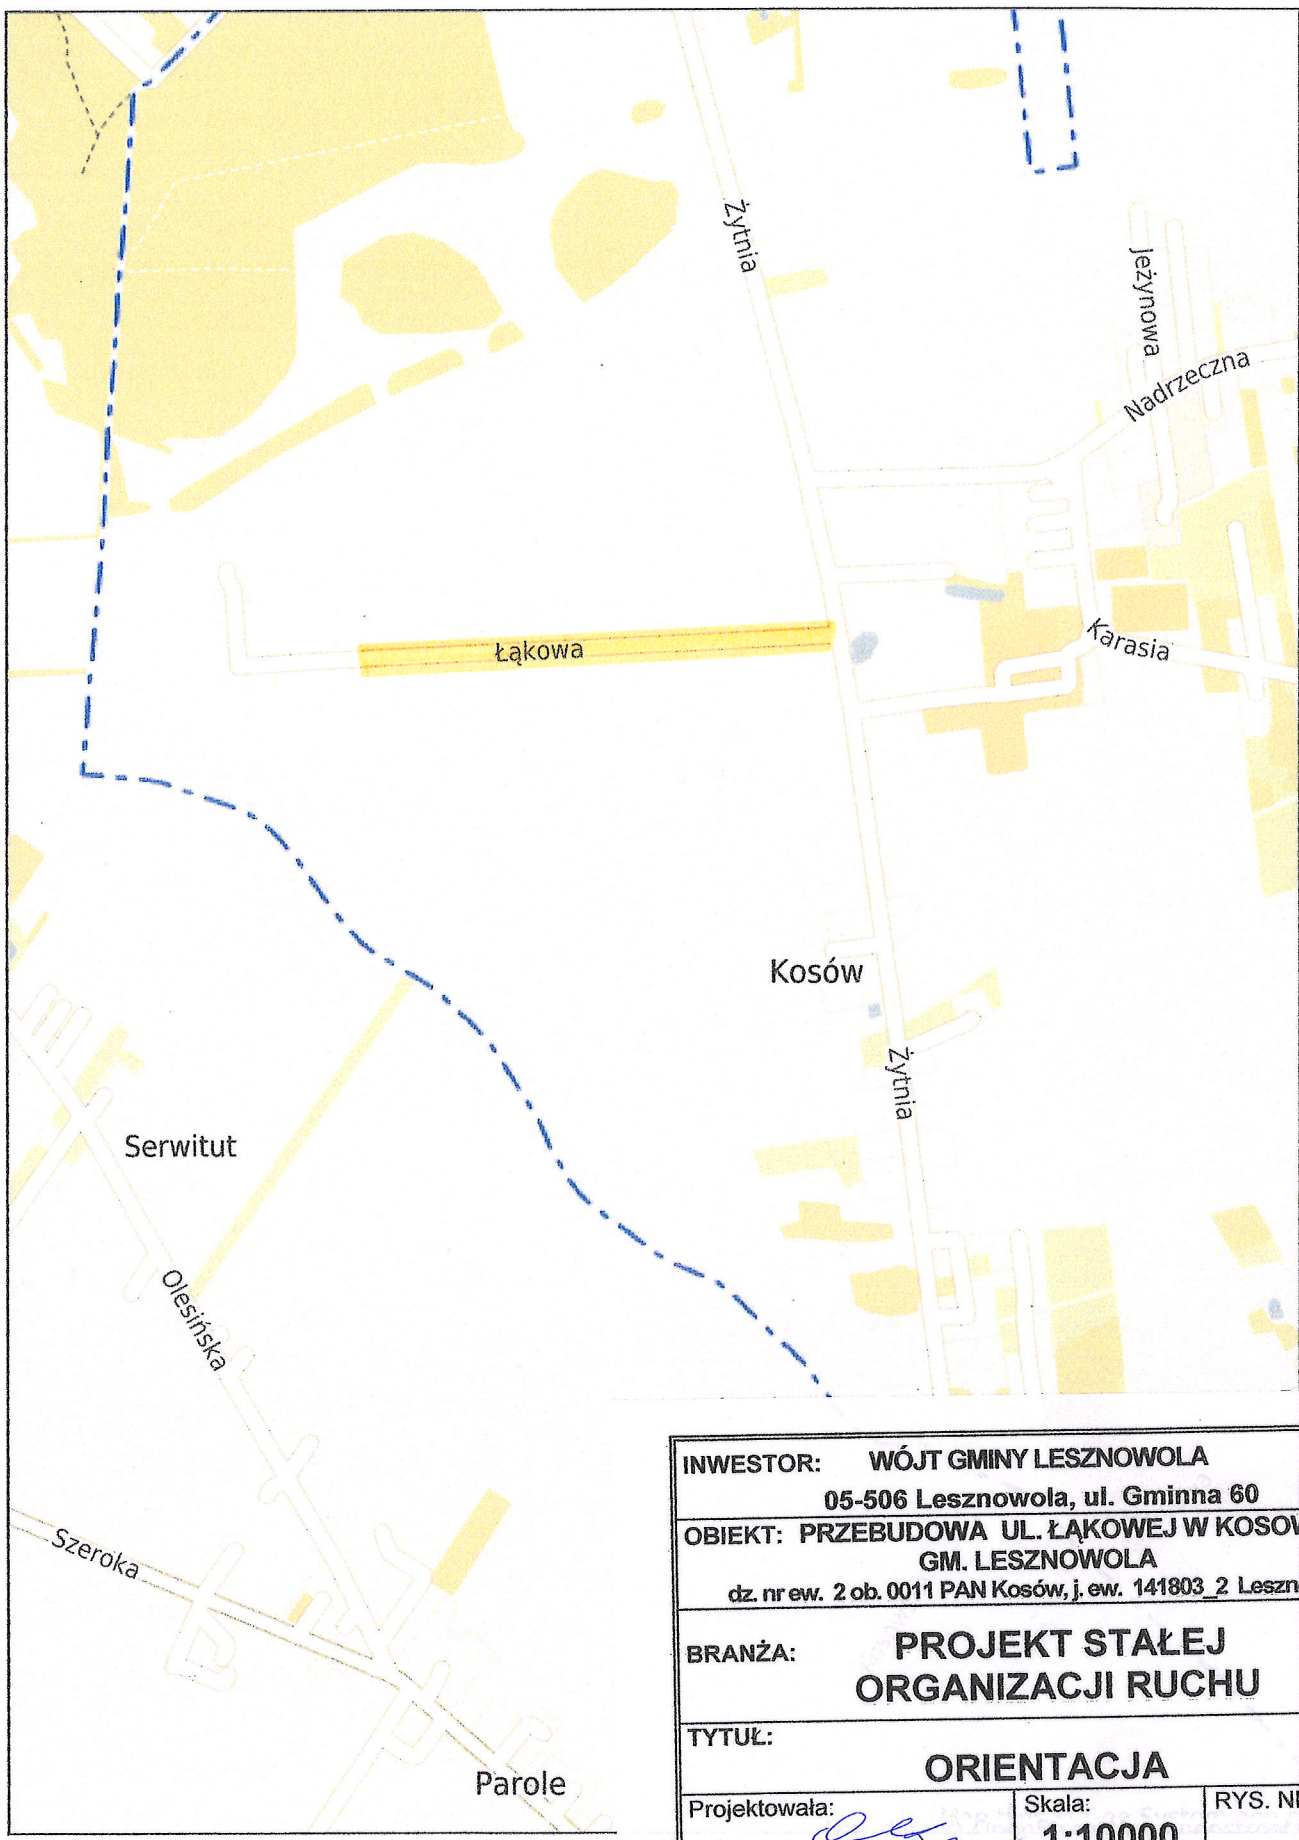 Żytnia
Jeżynowa
Nadrzeczna
Łąkowa
Karasia
Kosów
Żytnia
Serwitut
Olesińska
Szeroka
Parole
INWESTOR: WÓJT GMINY LESZNOWOLA
05-506 Lesznowola, ul. Gminna 60
OBIEKT: PRZEBUDOWA UL. ŁĄKOWEJ W KOSOW
GM. LESZNOWOLA
dz. nr ew. 2 ob. 0011 PAN Kosów, j. ew. 141803_2 Leszn
BRANŻA: PROJEKT STAŁEJ
ORGANIZACJI RUCHU
TYTUŁ:
ORIENTACJA
Projektowała: Skala: RYS. N
1:10000